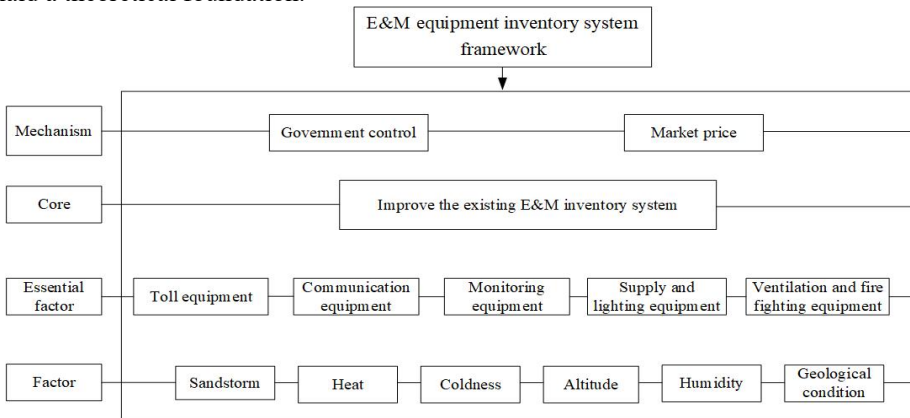 E&M equipment inventory system
framework
Mechanism
Government control
Market price
Core
Improve the existing E&M inventory system
Essential
factor
Toll equipment
Communication
equipment
Monitoring
equipment
Supply and
lighting equipment
Ventilation and fire
fighting equipment
Factor
Sandstorm
Heat
Coldness
Altitude
Humidity
Geological
condition